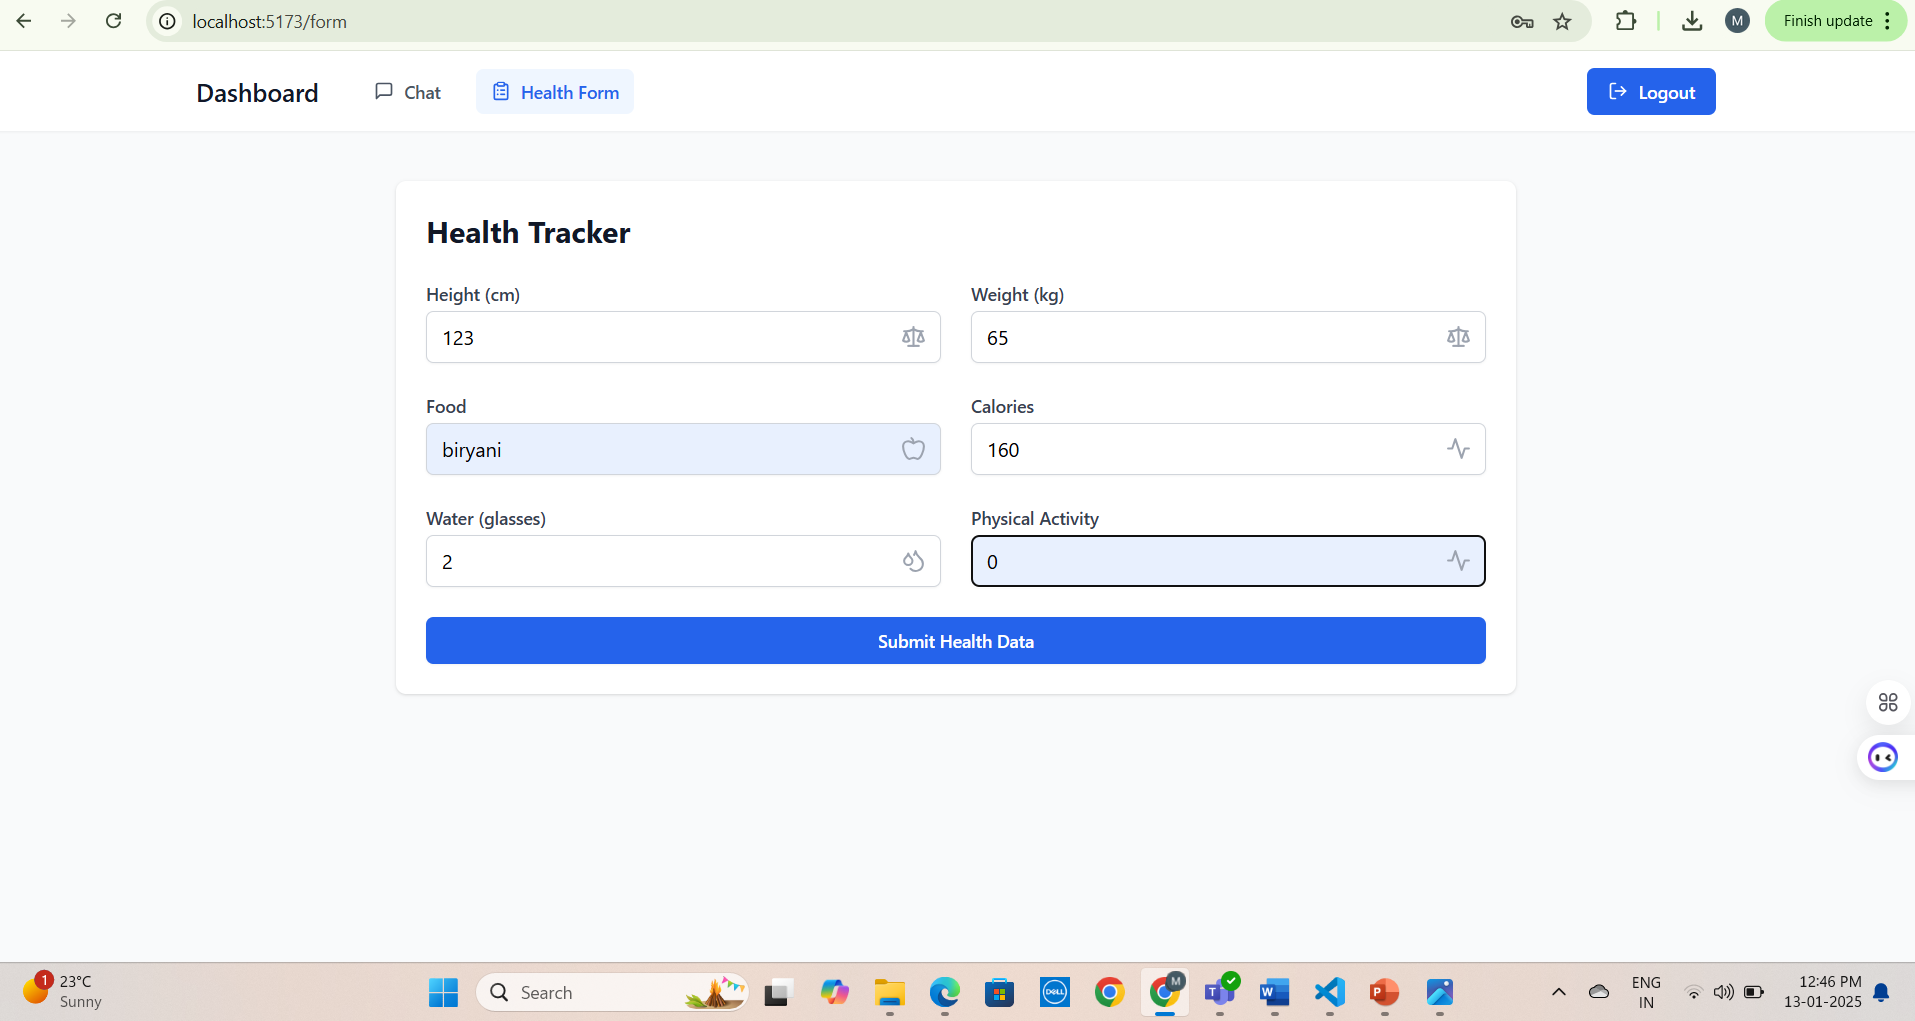 localhost:5173/form
M
Finish update
Dashboard
Chat
Health Form
Logout
Health Tracker
Height (cm)
Weight (kg)
123
65
Food
Calories
biryani
160
Water (glasses)
Physical Activity
2
0
Submit Health Data
1
23°C
Sunny
Search
DELL
M
T
W
P
ENG
IN
12:46 PM
13-01-2025